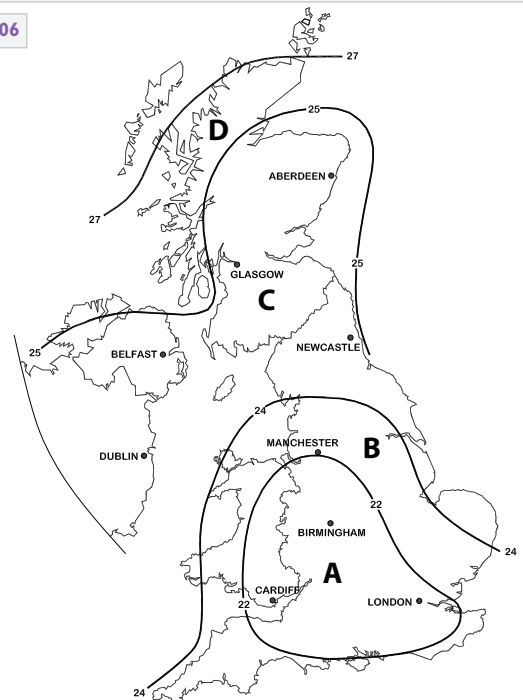 06
27
25
D
ABERDEEN
27
25
GLASGOW
C
NEWCASTLE
25
BELFAST
24
MANCHESTER
B
DUBLIN
22
BIRMINGHAM
24
A
CARDIFF
22
LONDON
24